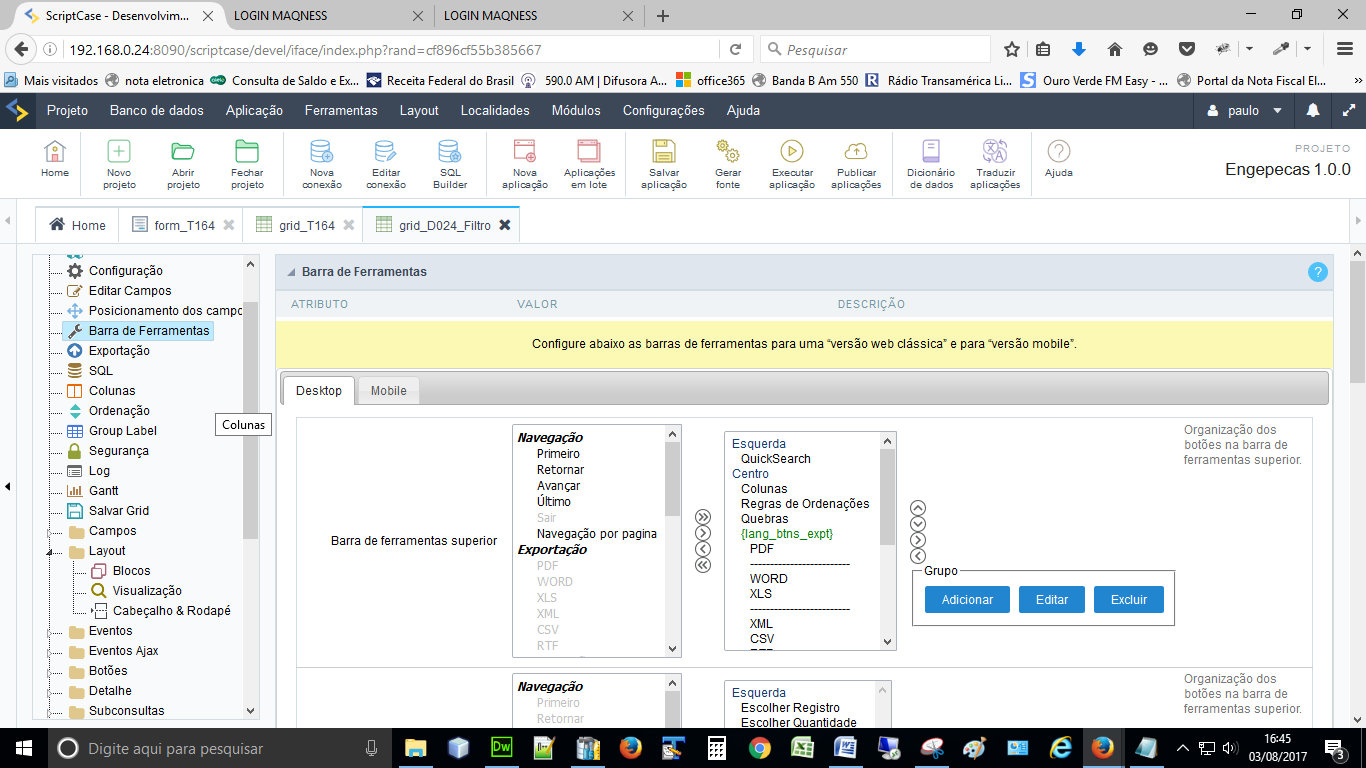 ScriptCase - Desenvolvim...
LOGIN MAQNESS
LOGIN MAQNESS
192.168.0.24:8090/scriptcase/devel/iface/index.php?rand=cf896cf55b385667
Pesquisar
Mais visitados
nota eletronica
Consulta de Saldo e Ex...
Receita Federal do Brasil
590.0 AM | Difusora A...
office365
Banda B Am 550
Rádio Transamérica Li...
Ouro Verde FM Easy - ...
Portal da Nota Fiscal El...
Projeto
Banco de dados
Aplicação
Ferramentas
Layout
Localidades
Módulos
Configurações
Ajuda
paulo
Home
Novo
projeto
Abrir
projeto
Fechar
projeto
Nova
conexão
Editar
conexão
SQL
Builder
Nova
aplicação
Aplicações
em lote
Salvar
aplicação
Gerar
fonte
Executar
aplicação
Publicar
aplicações
Dicionário
de dados
Traduzir
aplicações
Ajuda
PROJETO
Engepecas 1.0.0
Home
form_T164
grid_T164
grid_D024_Filtro
Configuração
Editar Campos
Posicionamento dos campo
Barra de Ferramentas
Exportação
SQL
Colunas
Ordenação
Group Label
Segurança
Log
Gantt
Salvar Grid
Campos
Layout
Blocos
Visualização
Cabeçalho & Rodapé
Eventos
Eventos Ajax
Botões
Detalhe
Subconsultas
Colunas
Barra de Ferramentas
ATRIBUTO
VALOR
DESCRIÇÃO
Configure abaixo as barras de ferramentas para uma “versão web clássica” e para “versão mobile”.
Desktop
Mobile
Barra de ferramentas superior
Navegação
Primeiro
Retornar
Avançar
Último
Sair
Navegação por pagina
Exportação
PDF
WORD
XLS
XML
CSV
RTF
Esquerda
QuickSearch
Centro
Colunas
Regras de Ordenações
Quebras
{lang_btns_expt}
PDF
-------------------------
WORD
XLS
-------------------------
XML
CSV
Grupo
Adicionar
Editar
Excluir
Organização dos
botões na barra de
ferramentas superior.
Navegação
Primeiro
Retornar
Esquerda
Escolher Registro
Escolher Quantidade
Organização dos
botões na barra de
ferramentas superior.
Digite aqui para pesquisar
16:45
03/08/2017
3